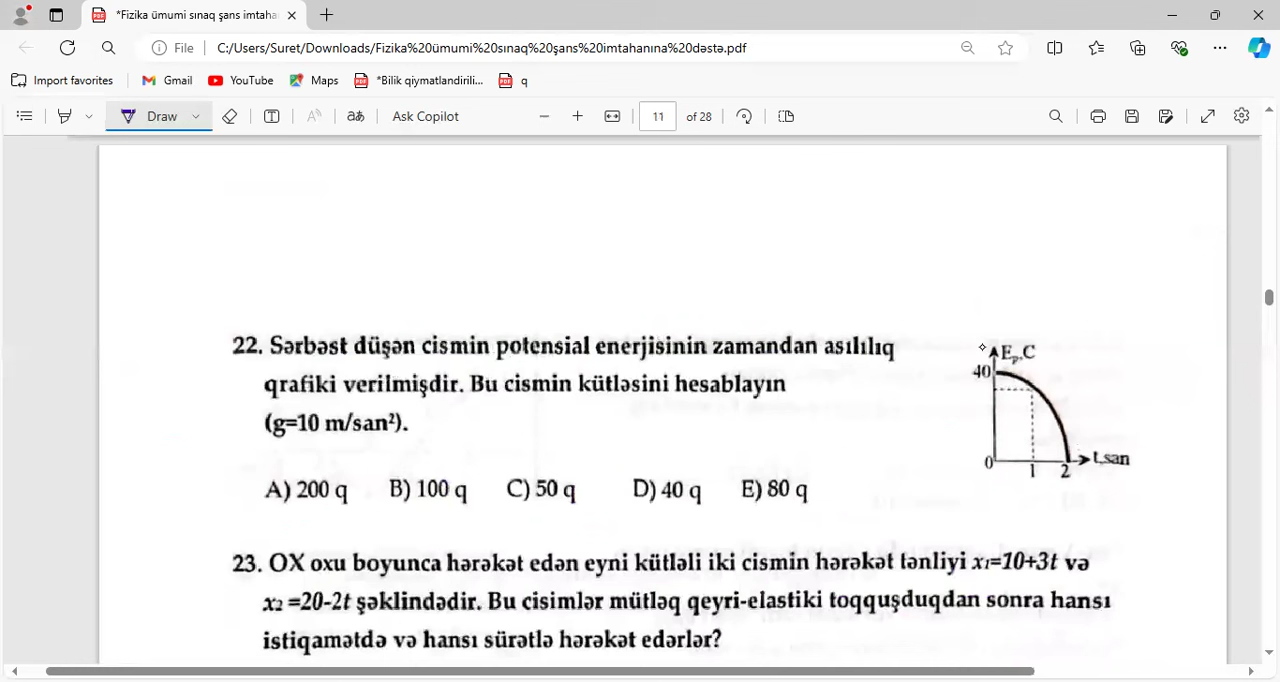 *Fizika ümumi sınaq şans imtaha
File
C:/Users/Suret/Downloads/Fizika%20ümumi%20sınaq%20şans%20imtahanına%20dəstə.pdf
Import favorites
Gmail
YouTube
Maps
*Bilik qiymatlandirili...
q
Draw
aあ
Ask Copilot
11
of 28
22. Sərbəst düşən cismin potensial enerjisinin zamandan asılılıq
qrafiki verilmişdir. Bu cismin kütləsini hesablayın
(g=10 m/san²).
Eₚ,C
40
0
1
2
t,san
A) 200 q B) 100 q C) 50 q D) 40 q E) 80 q
23. OX oxu boyunca hərəkət edən eyni kütləli iki cismin hərəkət tənliyi x₁=10+3t və
x₂ =20-2t şəklindədir. Bu cisimlər mütləq qeyri-elastiki toqquşduqdan sonra hansı
istiqamətdə və hansı sürətlə hərəkət edərlər?